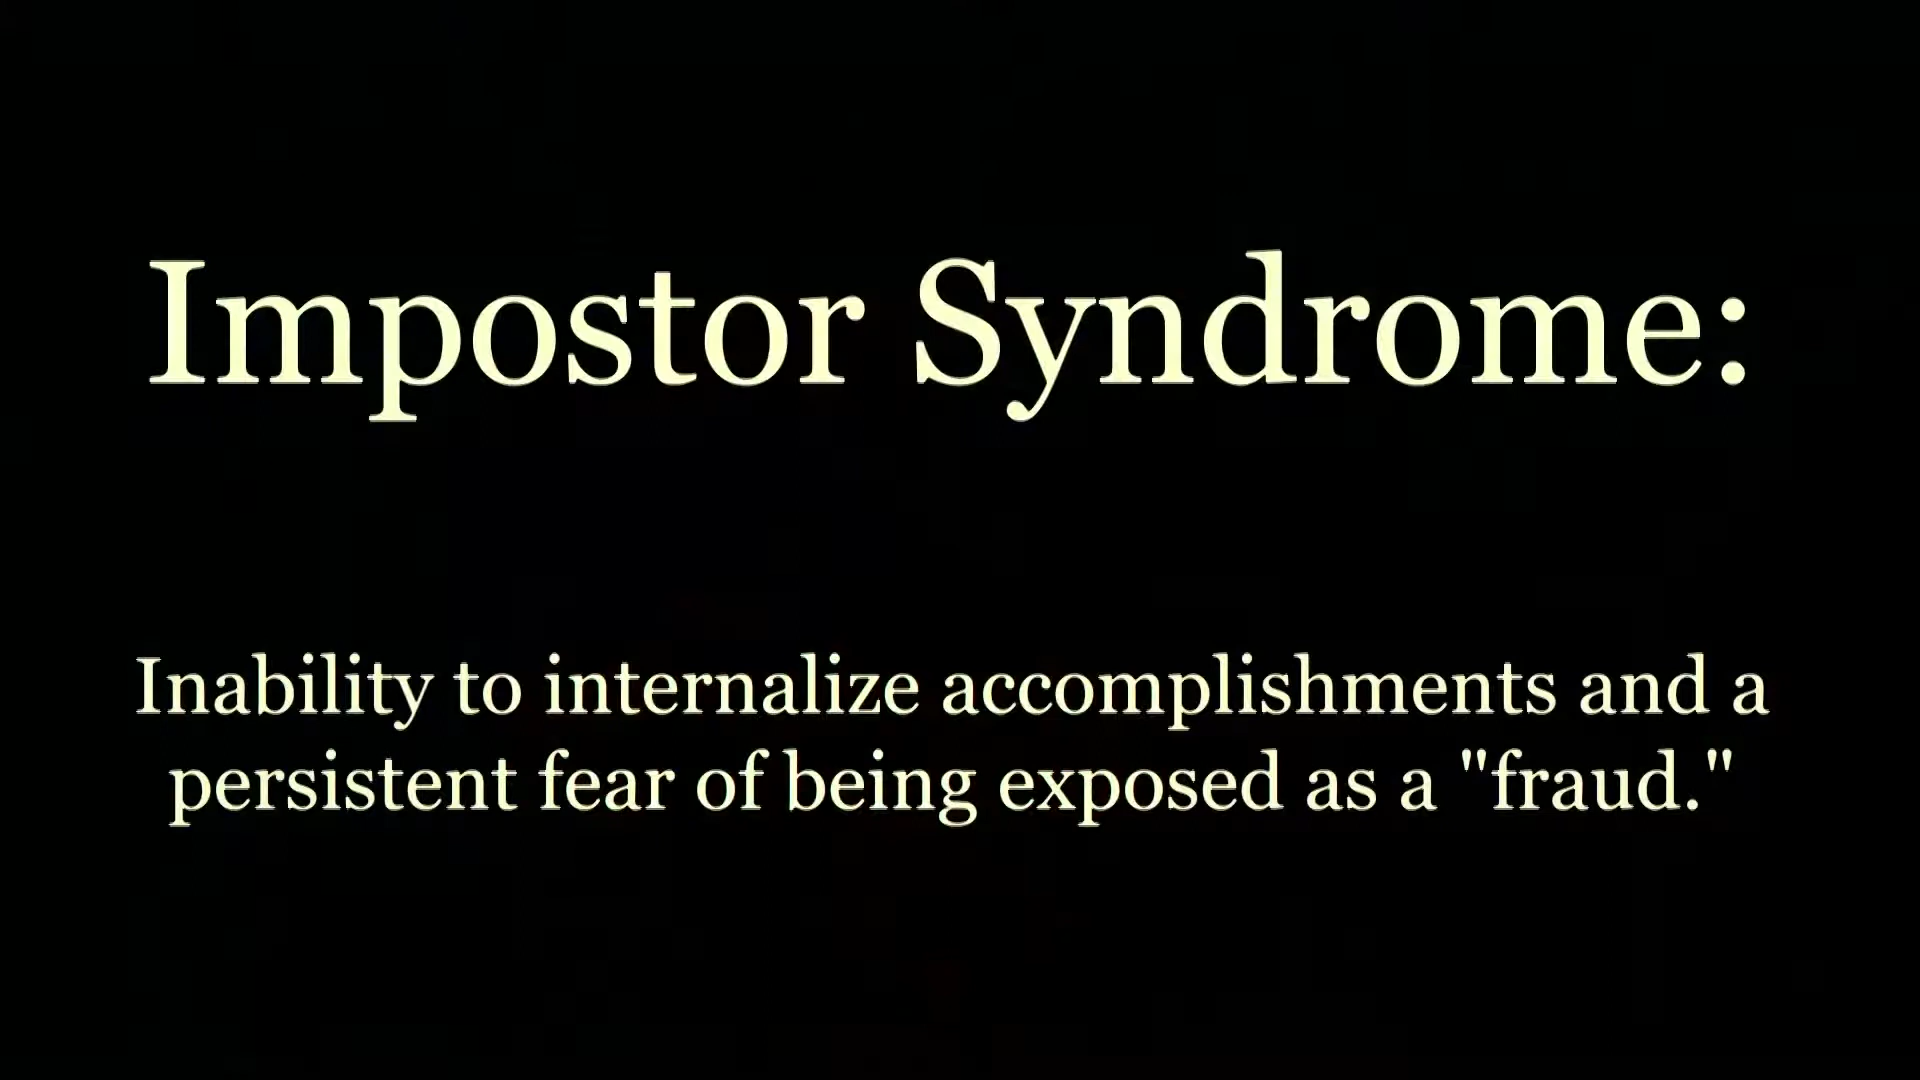 Impostor Syndrome:
Inability to internalize accomplishments and a
persistent fear of being exposed as a "fraud."